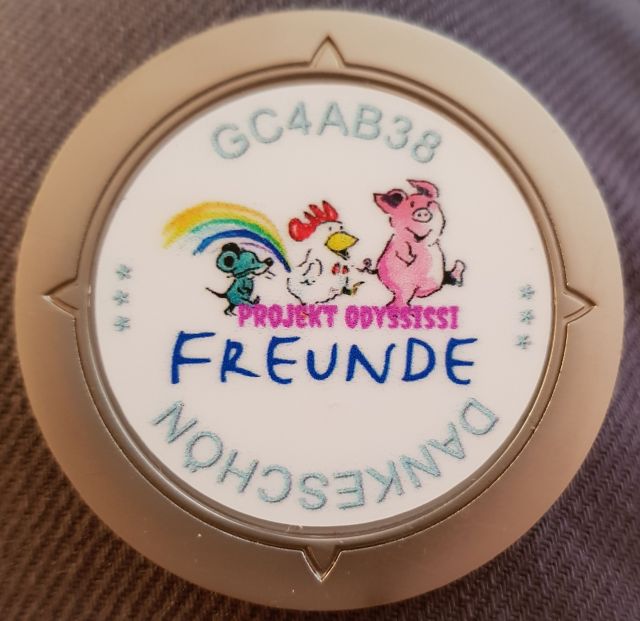 GC4AB38
* * *
* * *
PROJEKT ODYSSISSI
FREUNDE
DANKESCHÖN